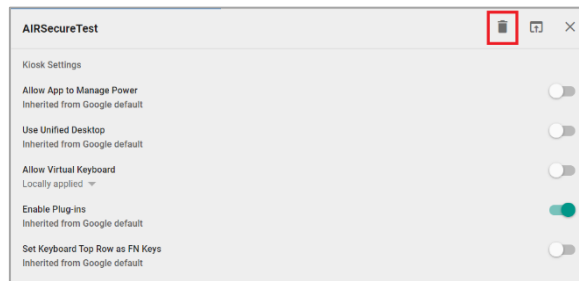 AIRSecureTest
Kiosk Settings
Allow App to Manage Power
Inherited from Google default
Use Unified Desktop
Inherited from Google default
Allow Virtual Keyboard
Locally applied
Enable Plug-ins
Inherited from Google default
Set Keyboard Top Row as FN Keys
Inherited from Google default